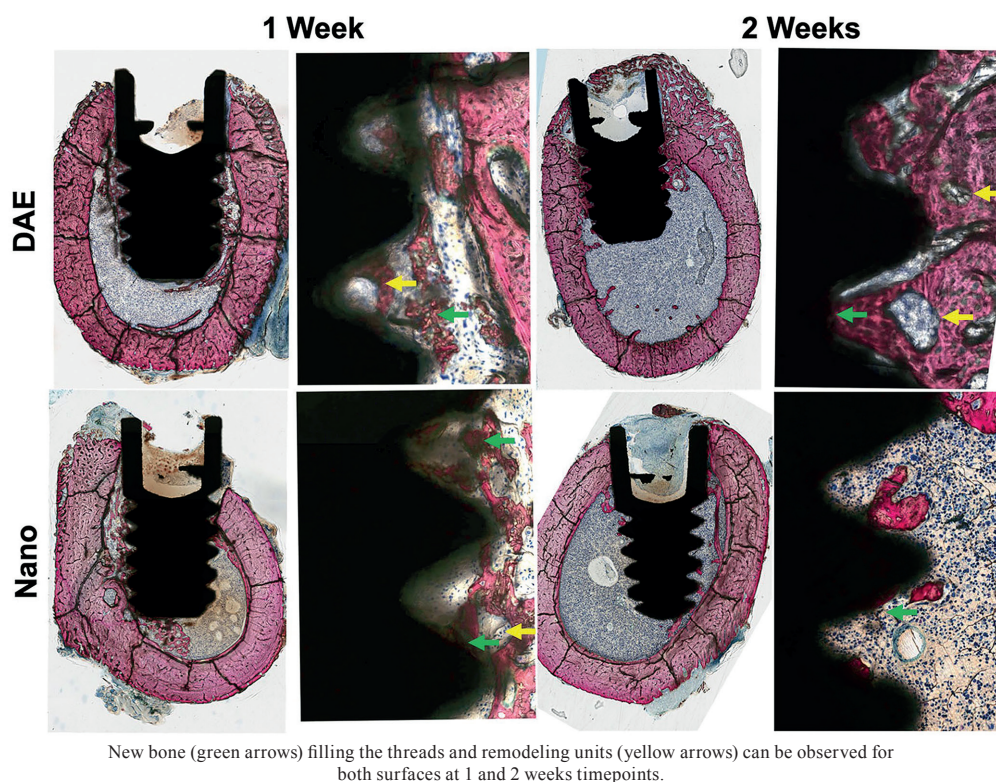 1 Week
2 Weeks
DAE
Nano
New bone (green arrows) filling the threads and remodeling units (yellow arrows) can be observed for
both surfaces at 1 and 2 weeks timepoints.